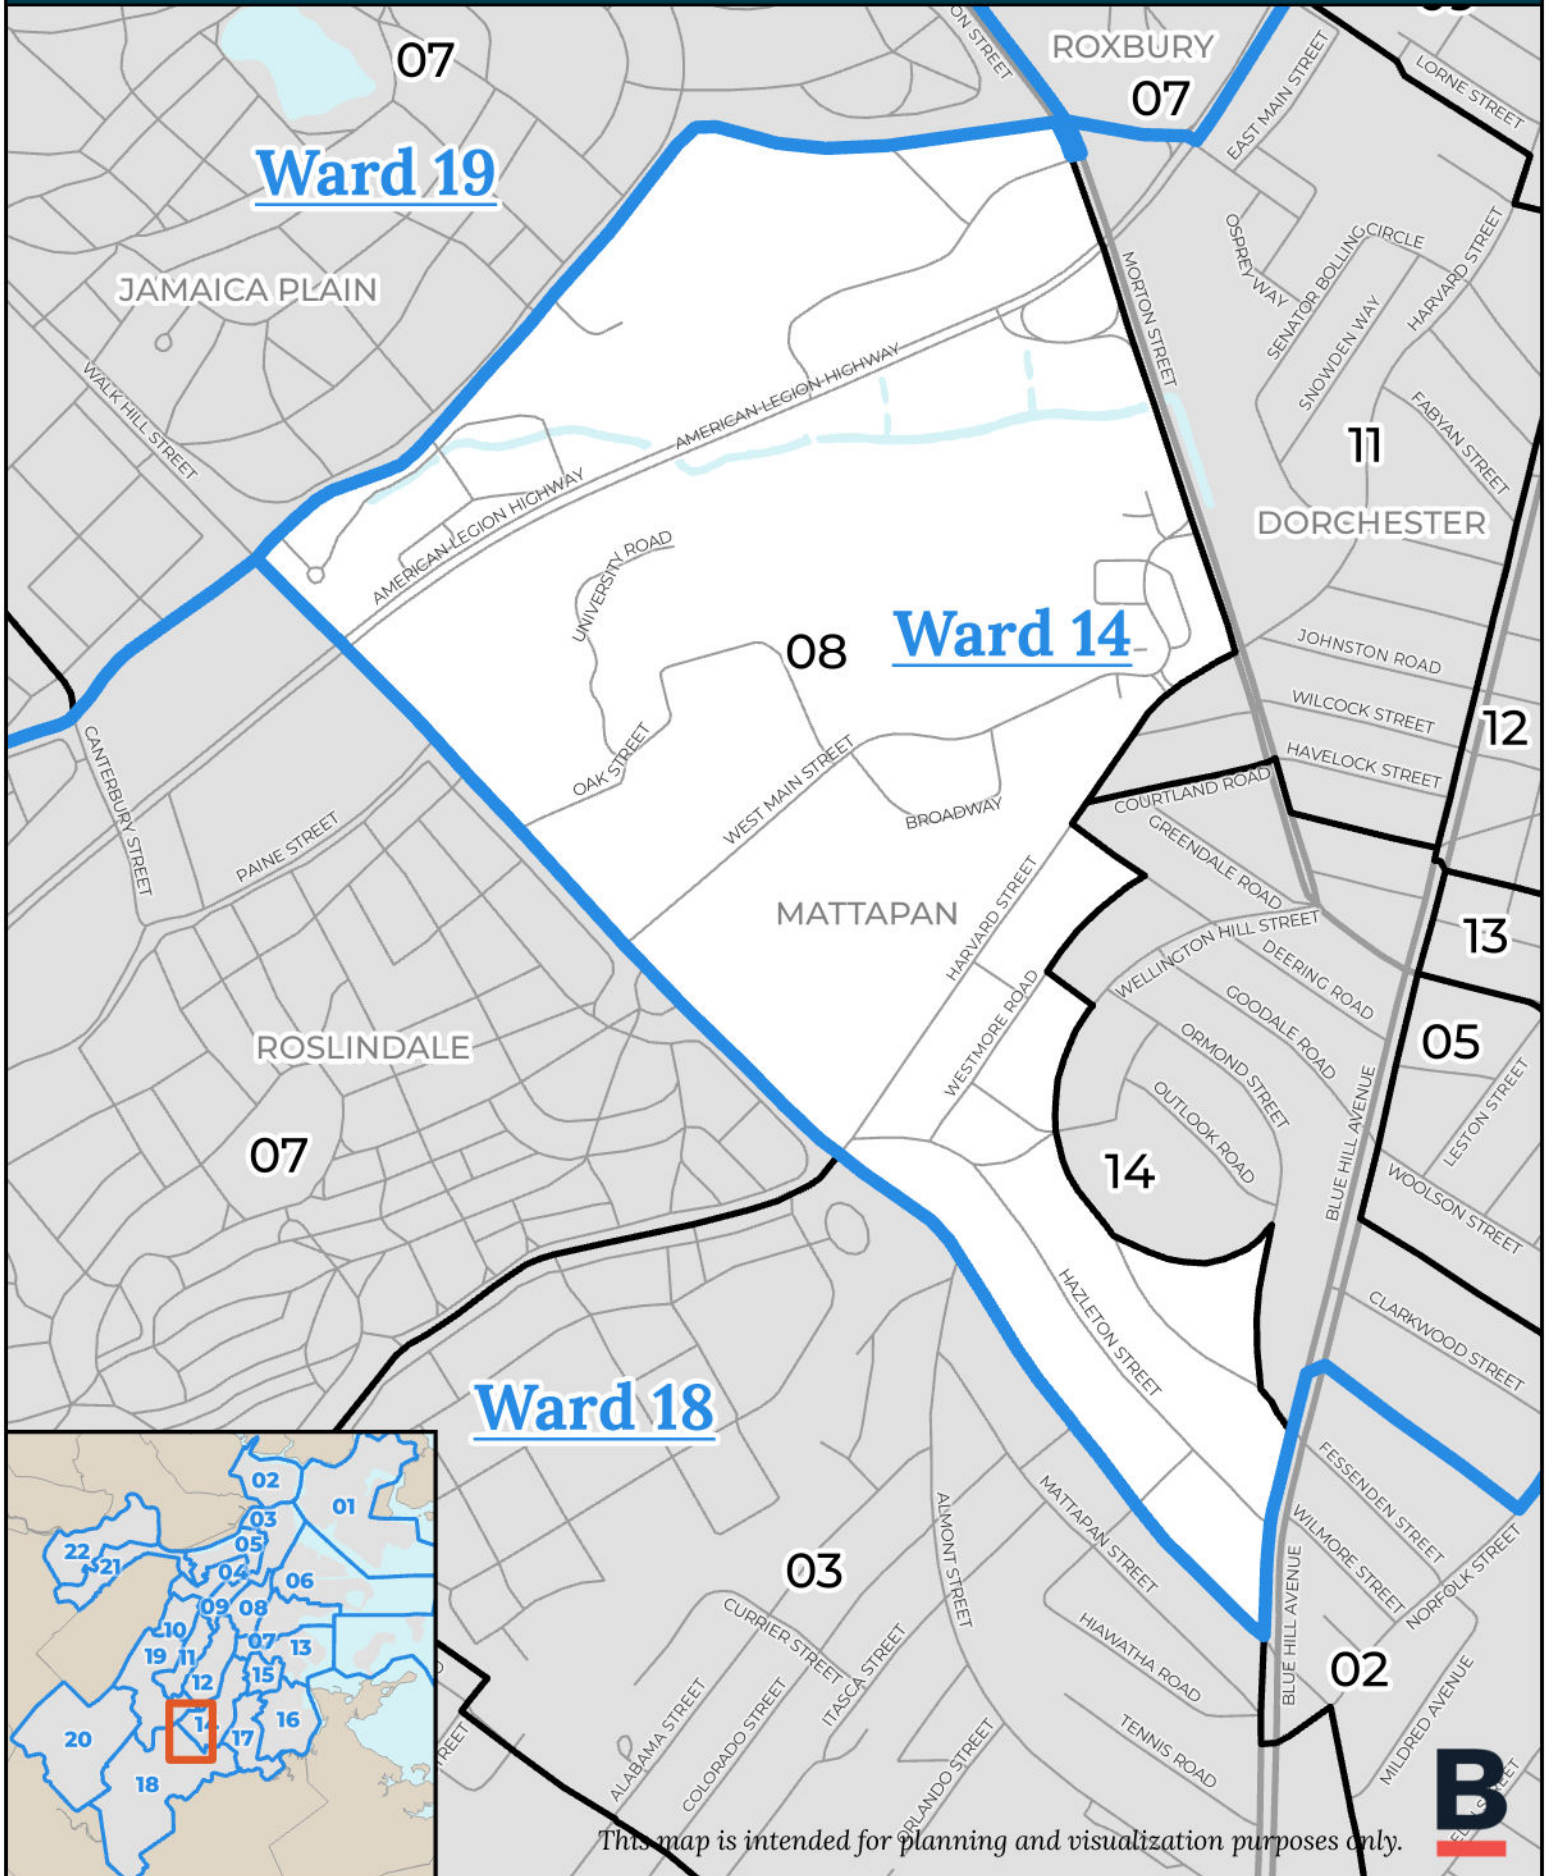 07
ROXBURY
07
LORNE STREET
EAST MAIN STREET
Ward 19
JAMAICA PLAIN
MORTON STREET
OSPREY WAY
SENATOR BOLLING CIRCLE
HARVARD STREET
SNOWDEN WAY
WALK HILL STREET
AMERICAN LEGION HIGHWAY
FABYAN STREET
11
DORCHESTER
AMERICAN LEGION HIGHWAY
UNIVERSITY ROAD
08
Ward 14
JOHNSTON ROAD
WILCOCK STREET
12
HAVELOCK STREET
CANTERBURY STREET
OAK STREET
WEST MAIN STREET
BROADWAY
COURTLAND ROAD
GREENDALE ROAD
PAINE STREET
MATTAPAN
HARVARD STREET
WELLINGTON HILL STREET
13
DEERING ROAD
GOODALE ROAD
WESTMORE ROAD
05
ROSLINDALE
ORMOND STREET
OUTLOOK ROAD
LESTON STREET
07
14
BLUE HILL AVENUE
WOOLSON STREET
HAZLETON STREET
CLARKWOOD STREET
Ward 18
FESSENDEN STREET
MATTAPAN STREET
ALMONT STREET
WILMORE STREET
NORFOLK STREET
03
BLUE HILL AVENUE
CURRIER STREET
HIAWATHA ROAD
ITASCA STREET
02
ALABAMA STREET
COLORADO STREET
TENNIS ROAD
MILDRED AVENUE
ORLANDO STREET
02
01
03
05
22
21
04
06
09
08
10
07
13
19
11
12
15
14
16
17
20
18
B
This map is intended for planning and visualization purposes only.